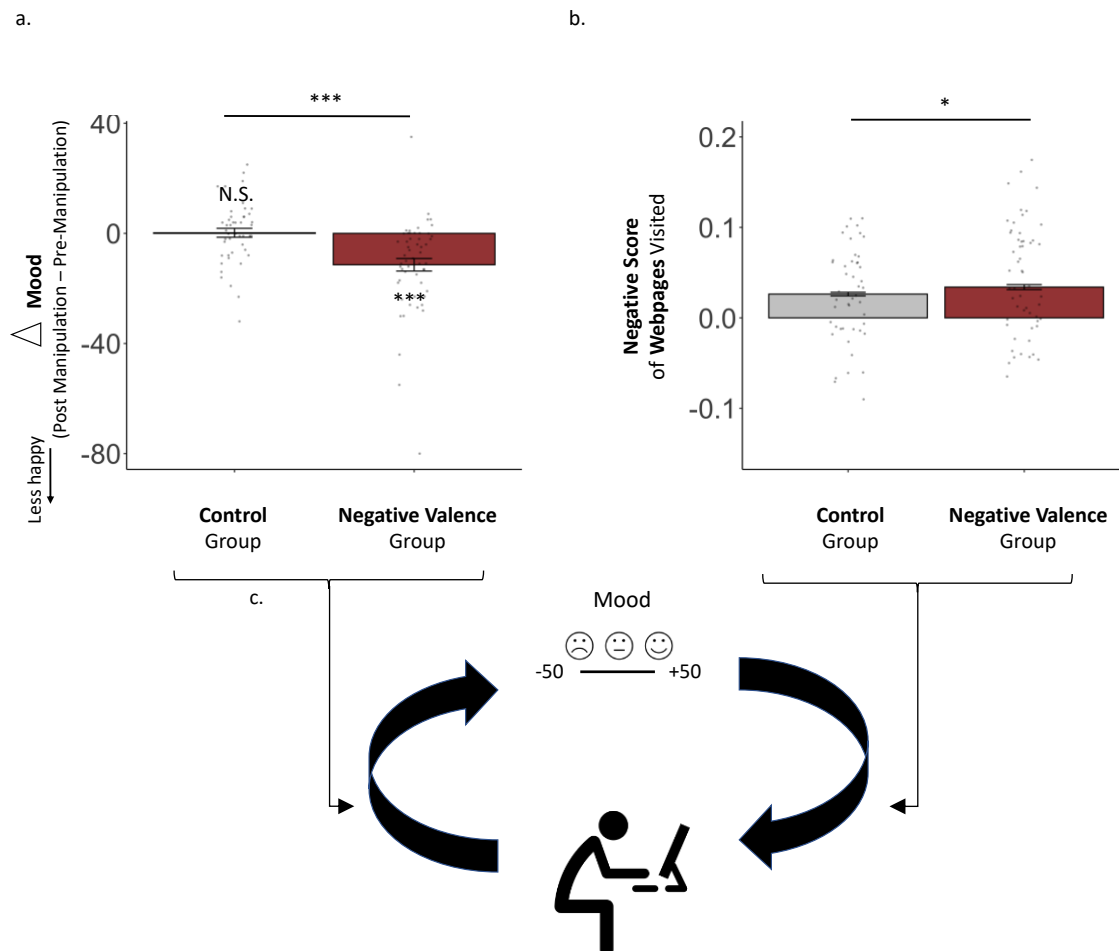 a.
***
40
0
-40
-80
N.S.
***
△ Mood
(Post Manipulation – Pre-Manipulation)
Less happy
Control
Group
Negative Valence
Group
b.
*
0.2
0.1
0.0
-0.1
Negative Score
of Webpages Visited
Control
Group
Negative Valence
Group
c.
Mood
-50
+50